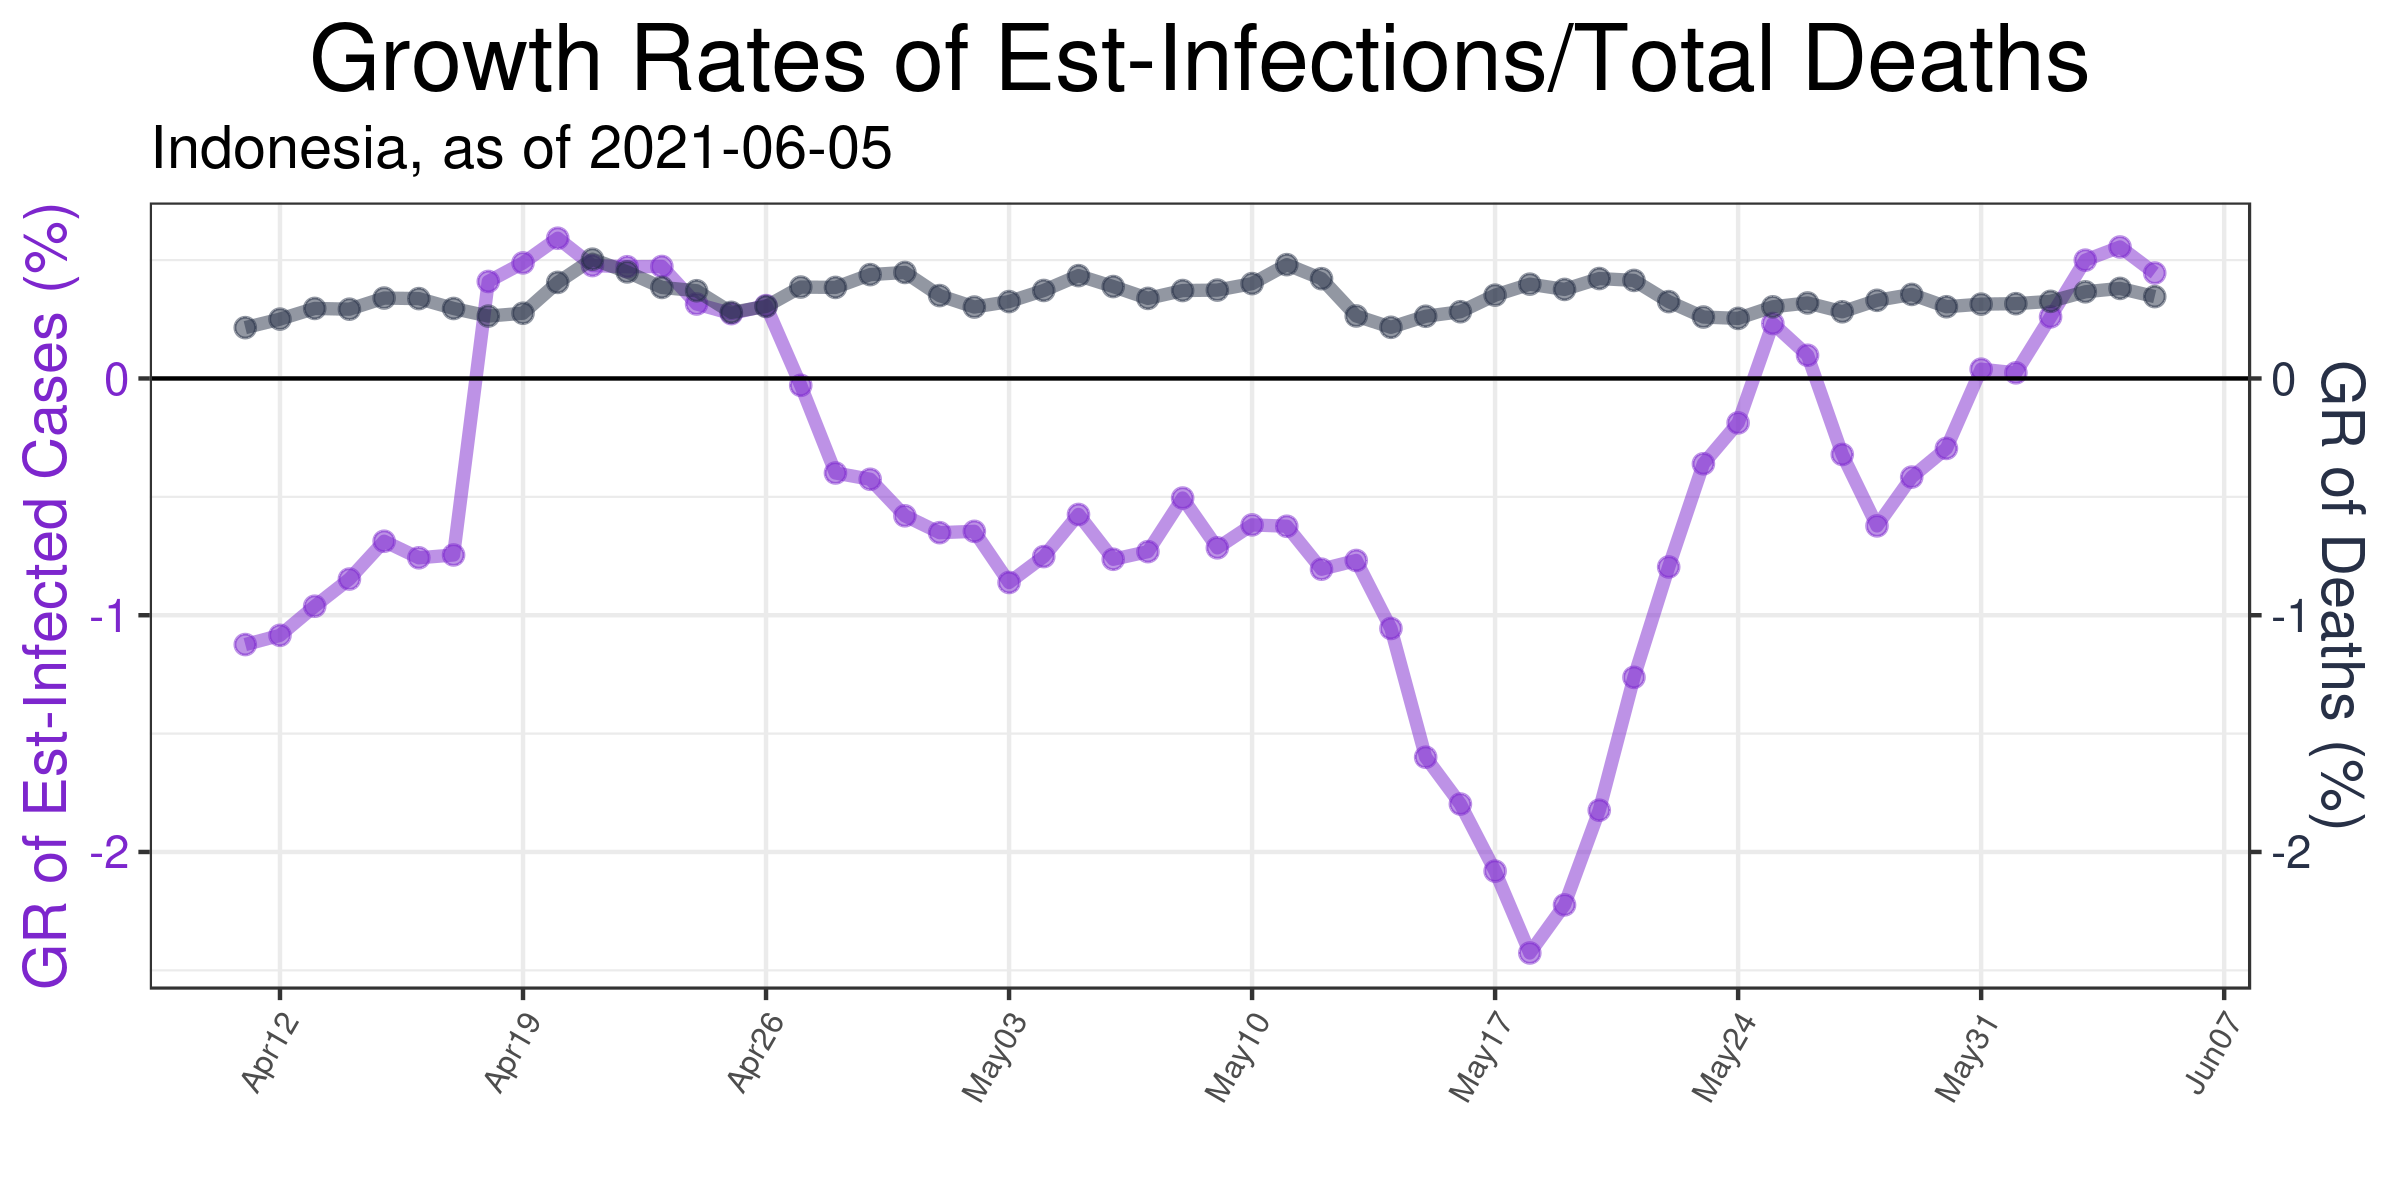 Growth Rates of Est-Infections/Total Deaths
Indonesia, as of 2021-06-05
GR of Est-Infected Cases (%)
0
-1
-2
0
-1
-2
GR of Deaths (%)
Apr12
Apr19
Apr26
May03
May10
May17
May24
May31
Jun07